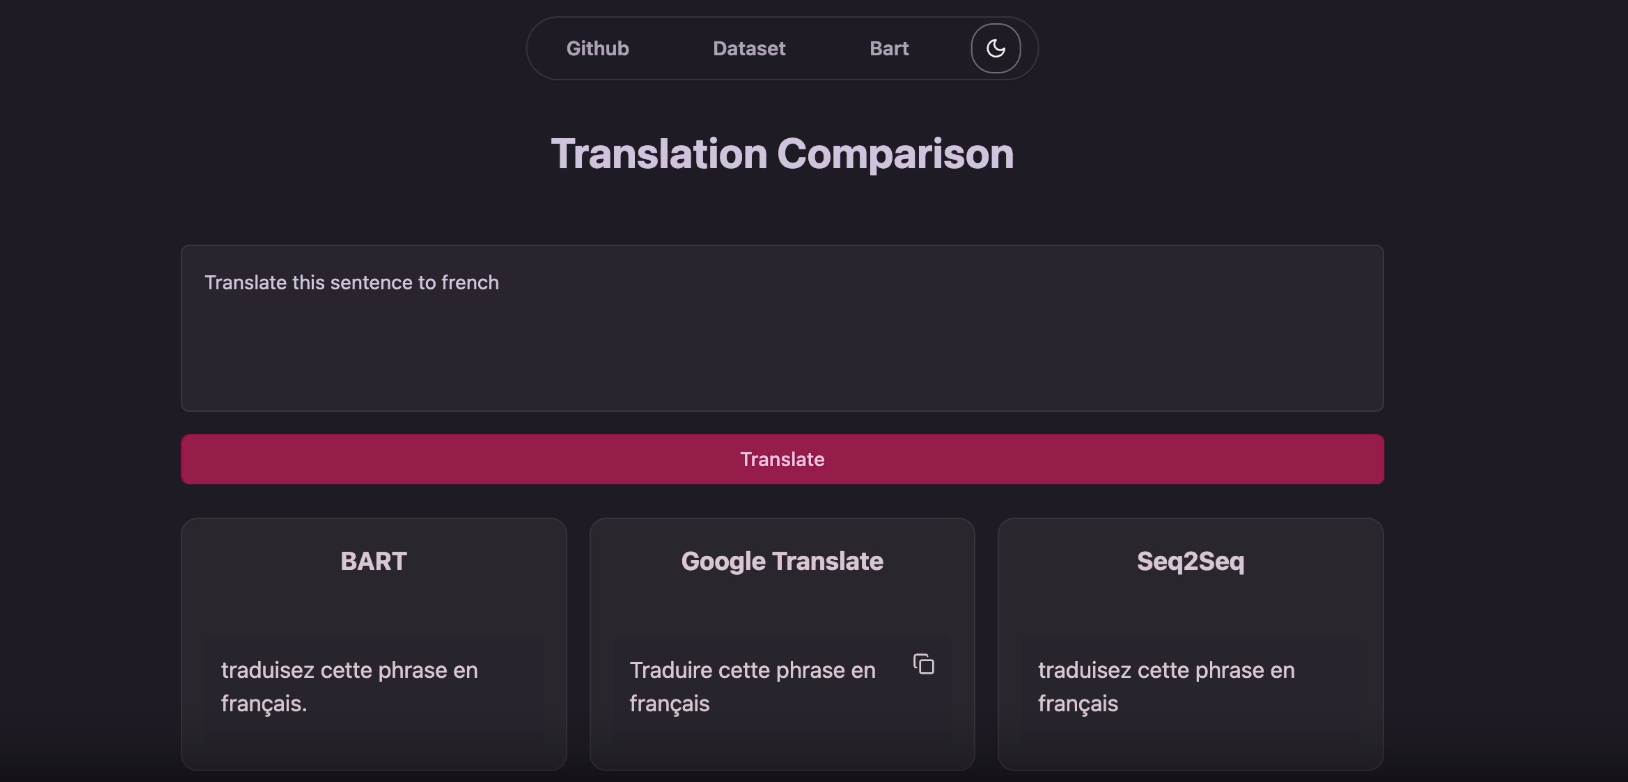 Github Dataset Bart
Translation Comparison
Translate this sentence to french
Translate
BART
traduisez cette phrase en
français.
Google Translate
Traduire cette phrase en
français
Seq2Seq
traduisez cette phrase en
français